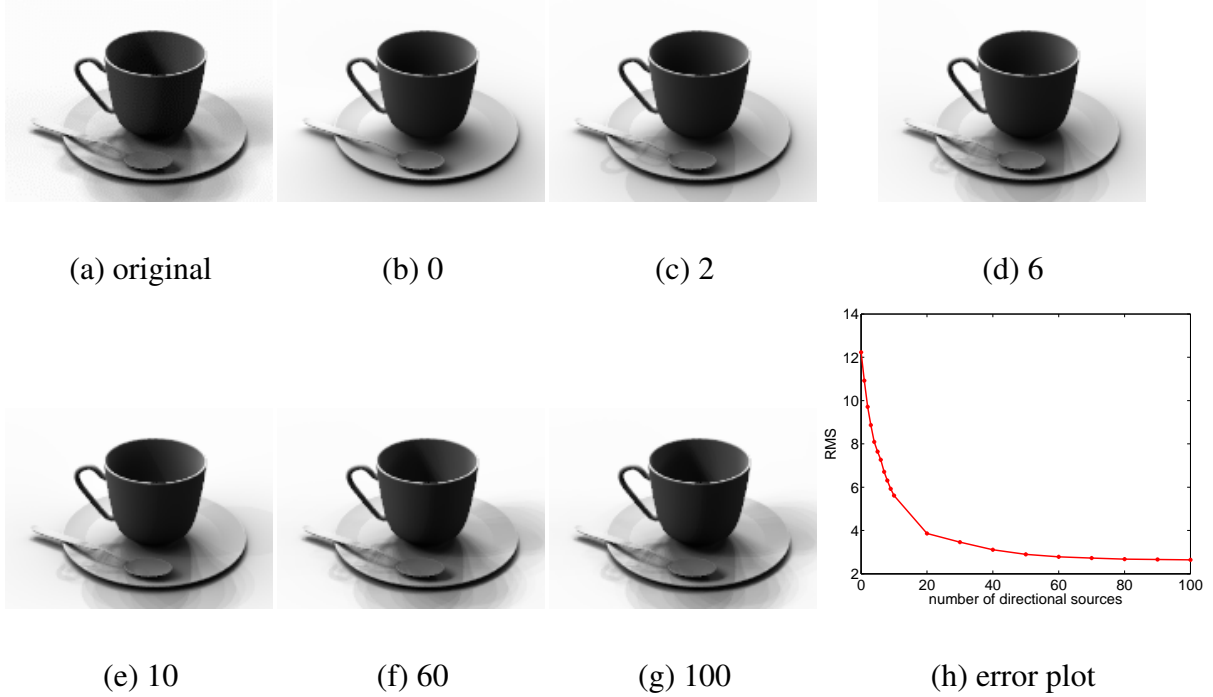 (a) original
(b) 0
(c) 2
(d) 6
14
12
10
8
6
4
2
RMS
0
20
40
60
80
100
number of directional sources
(e) 10
(f) 60
(g) 100
(h) error plot